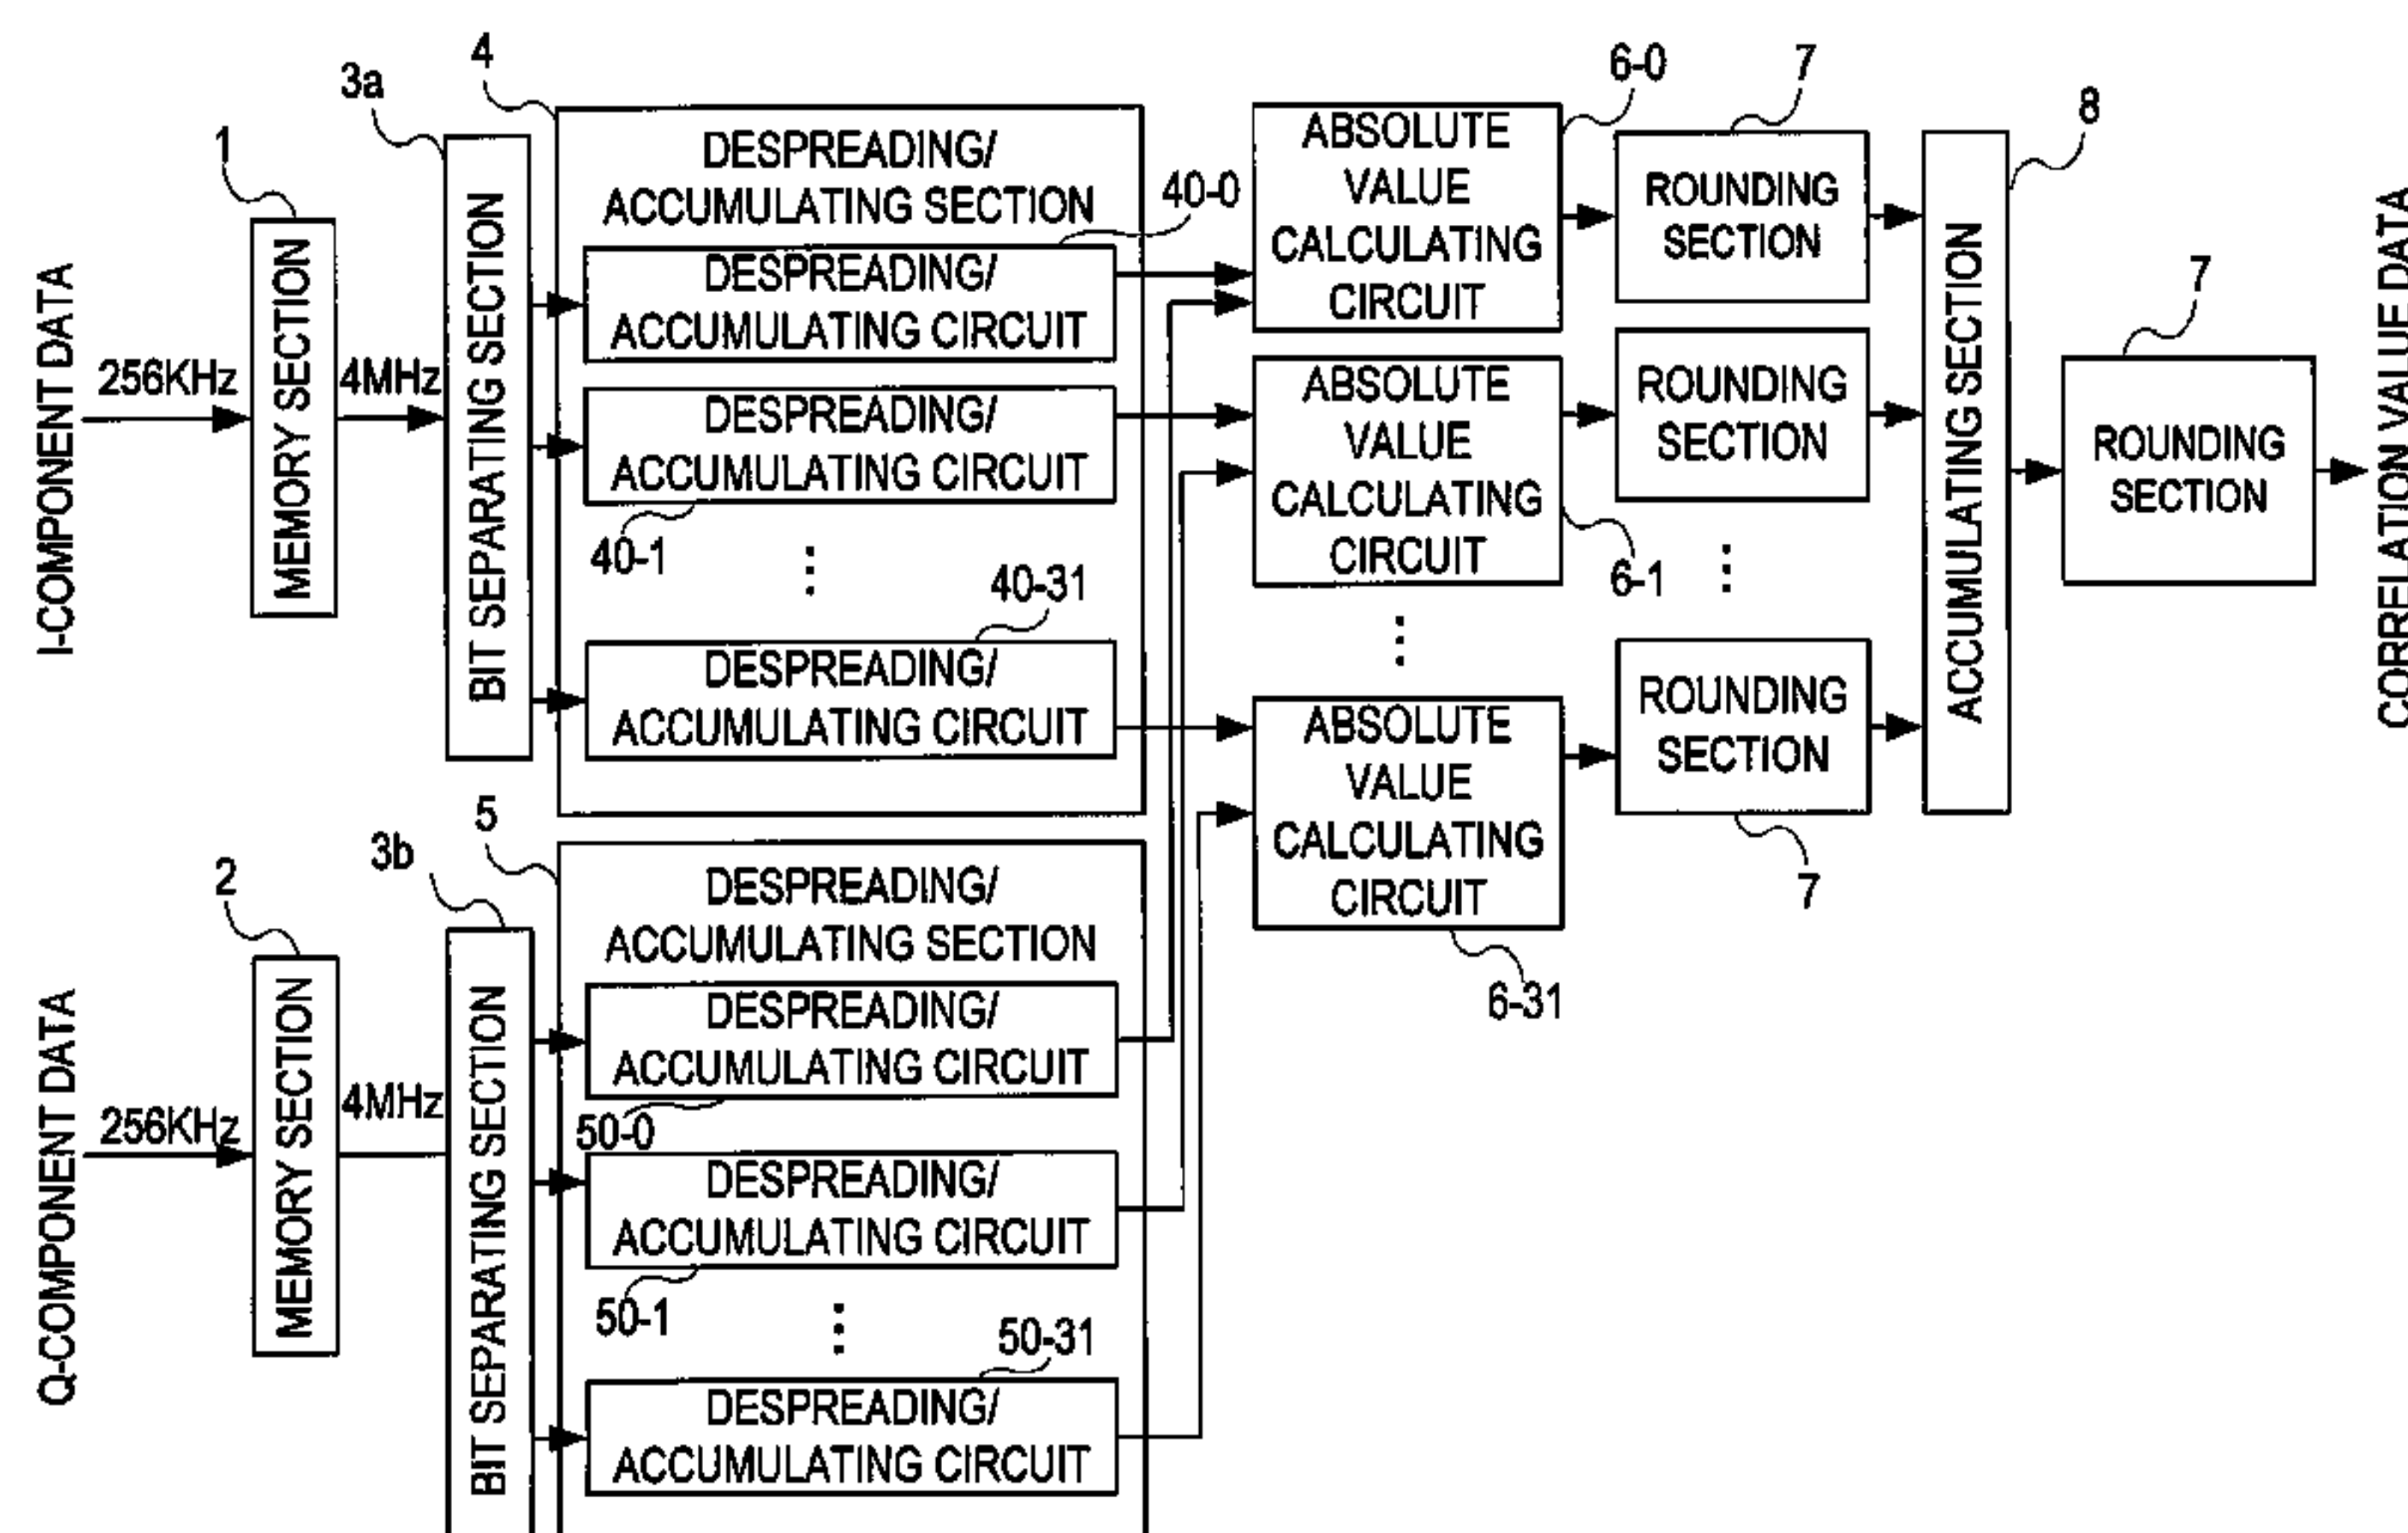 I-COMPONENT DATA
256KHz
1
MEMORY SECTION
4MHz
3a
BIT SEPARATING SECTION
4
DESPREADING/
ACCUMULATING SECTION
40-0
DESPREADING/
ACCUMULATING CIRCUIT
DESPREADING/
ACCUMULATING CIRCUIT
40-1
40-31
DESPREADING/
ACCUMULATING CIRCUIT
Q-COMPONENT DATA
256KHz
2
MEMORY SECTION
4MHz
3b
BIT SEPARATING SECTION
5
DESPREADING/
ACCUMULATING SECTION
DESPREADING/
ACCUMULATING CIRCUIT
50-0
DESPREADING/
ACCUMULATING CIRCUIT
50-1
50-31
DESPREADING/
ACCUMULATING CIRCUIT
6-0
ABSOLUTE
VALUE
CALCULATING
CIRCUIT
ABSOLUTE
VALUE
CALCULATING
CIRCUIT
6-1
ABSOLUTE
VALUE
CALCULATING
CIRCUIT
6-31
7
ROUNDING
SECTION
ROUNDING
SECTION
ROUNDING
SECTION
7
8
ACCUMULATING SECTION
7
ROUNDING
SECTION
CORRELATION VALUE DATA